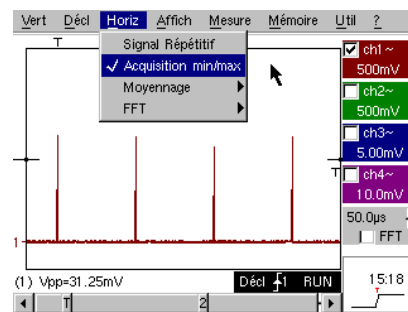 Vert Décl Horiz Affich Mesure Mémoire Util ?
Signal Répétitif
✓ Acquisition min/max
Moyennage
FFT
T
ch1~
500mV
ch2~
500mV
ch3~
5.00mV
T
ch4~
10.0mV
50.0µs
FFT
1
(1) Vpp=31.25mV
Décl 1 RUN
15:18
T
2
T